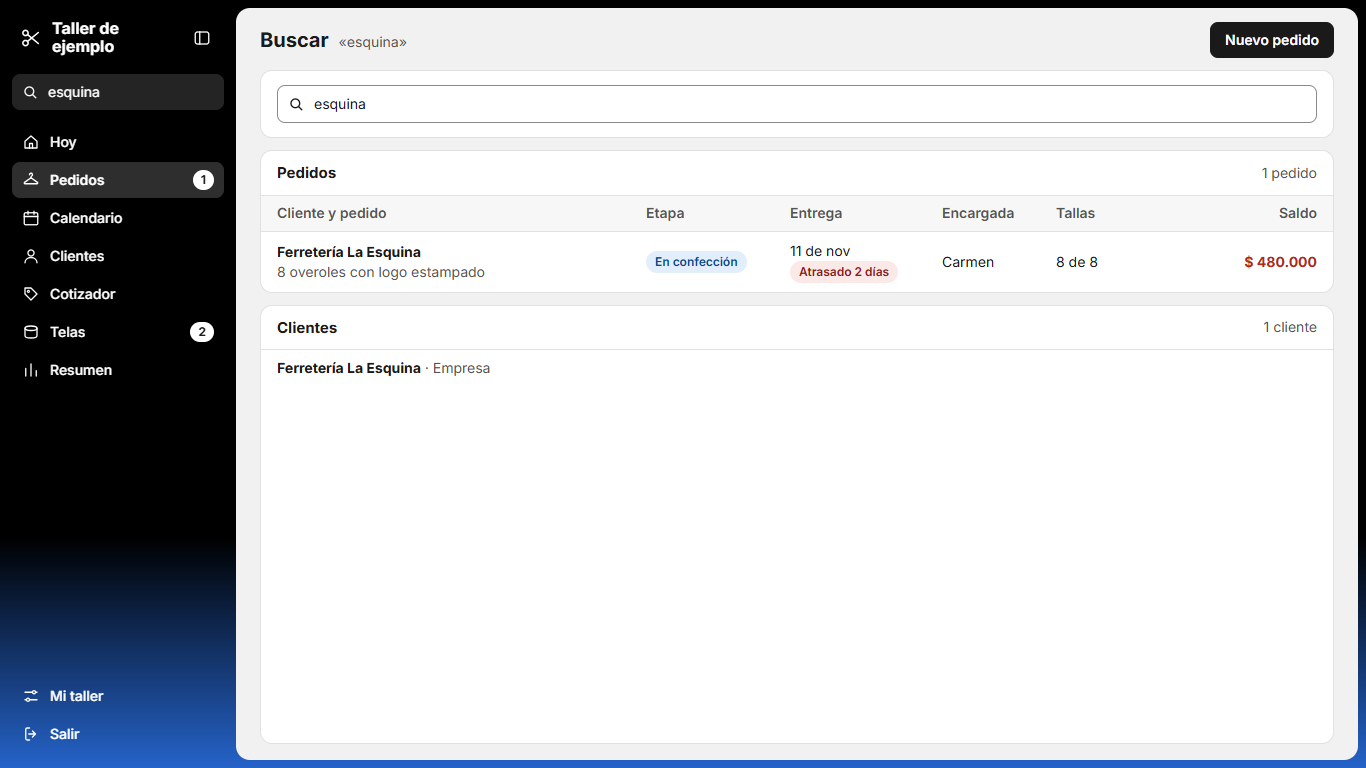 Taller de
ejemplo
esquina
Hoy
Pedidos 1
Calendario
Clientes
Cotizador
Telas 2
Resumen
Mi taller
Salir
Buscar «esquina»
Nuevo pedido
esquina
Pedidos 1 pedido
Cliente y pedido Etapa Entrega Encargada Tallas Saldo
Ferretería La Esquina
8 overoles con logo estampado
En confección
11 de nov
Atrasado 2 días
Carmen
8 de 8
$ 480.000
Clientes 1 cliente
Ferretería La Esquina · Empresa